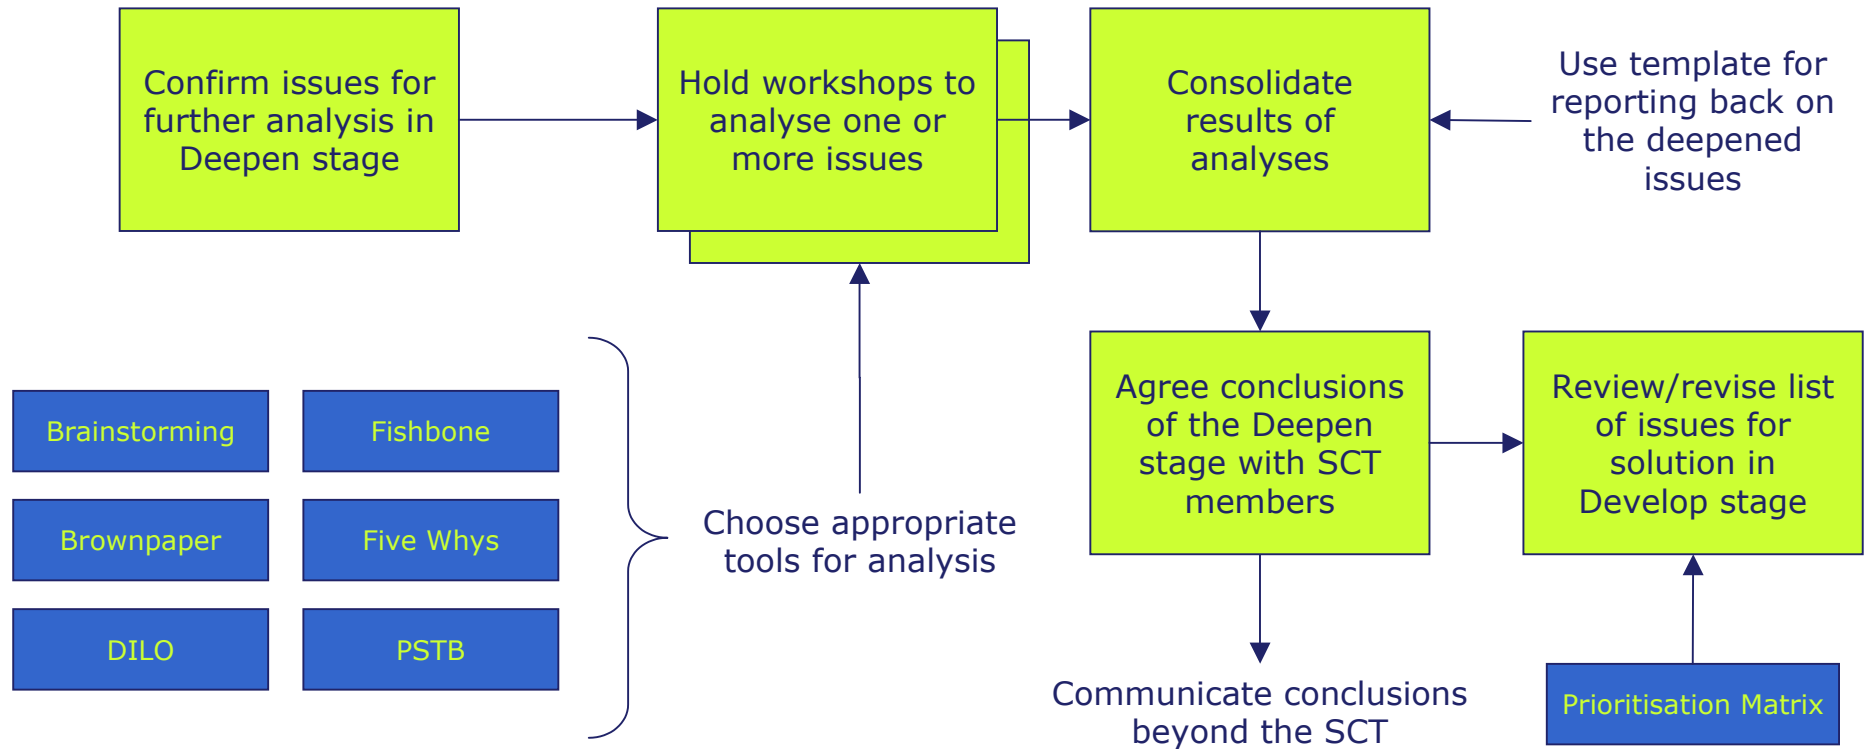 Confirm issues for
further analysis in
Deepen stage
Hold workshops to
analyse one or
more issues
Consolidate
results of
analyses
Use template for
reporting back on
the deepened
issues
Brainstorming
Fishbone
Brownpaper
Five Whys
DILO
PSTB
Choose appropriate
tools for analysis
Agree conclusions
of the Deepen
stage with SCT
members
Review/revise list
of issues for
solution in
Develop stage
Communicate conclusions
beyond the SCT
Prioritisation Matrix